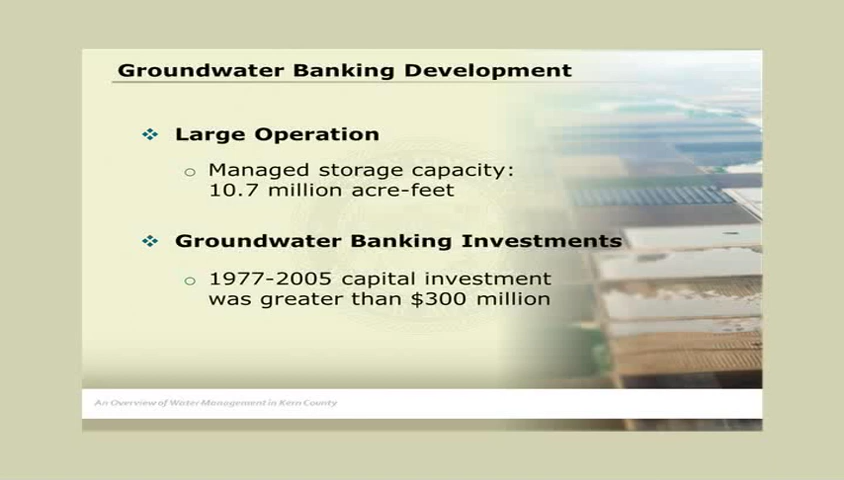 Groundwater Banking Development
Large Operation
Managed storage capacity:
10.7 million acre-feet
Groundwater Banking Investments
1977-2005 capital investment
was greater than $300 million
An Overview of Water Management in Kern County